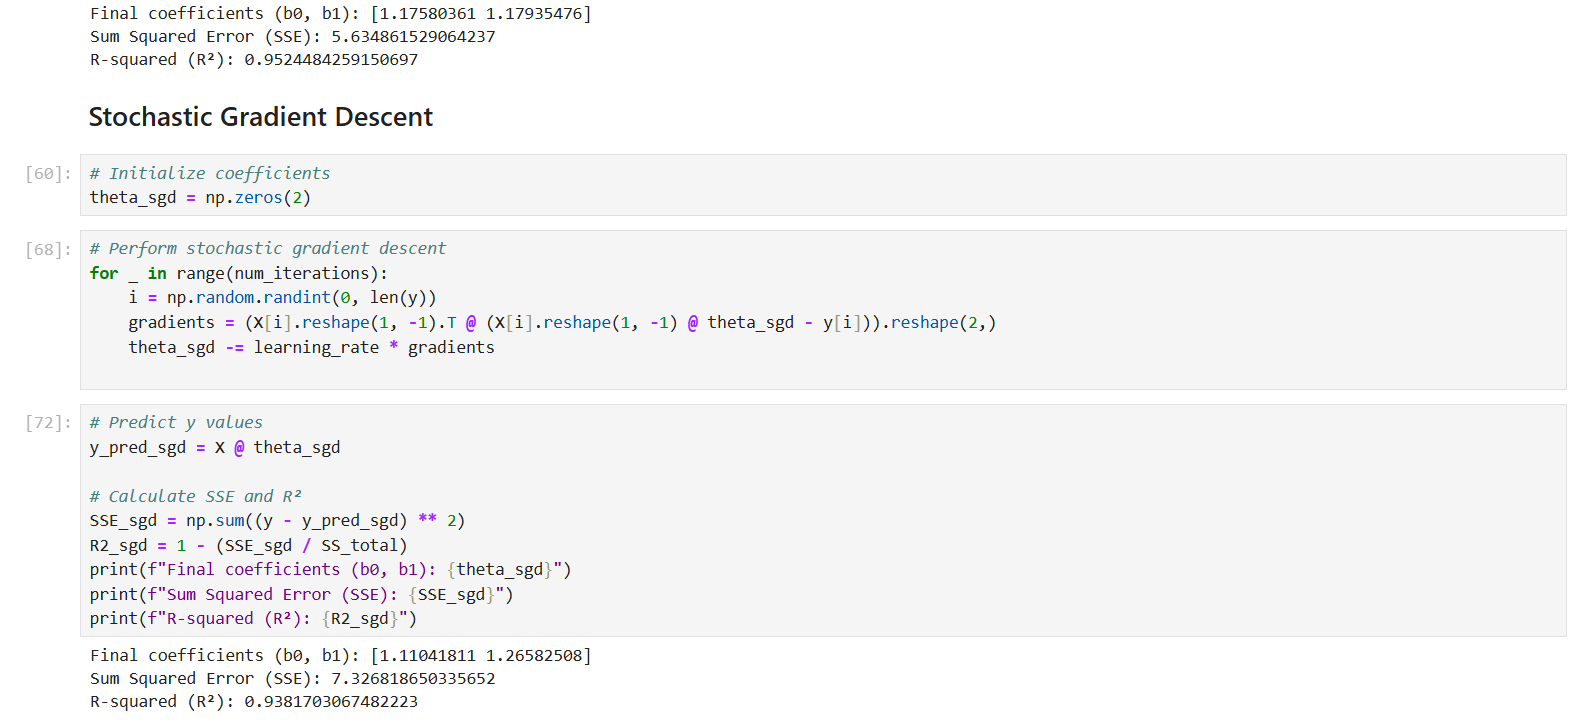 Final coefficients (b0, b1): [1.17580361 1.17935476]
Sum Squared Error (SSE): 5.634861529064237
R-squared (R²): 0.9524484259150697
Stochastic Gradient Descent
[60]:
# Initialize coefficients
theta_sgd = np.zeros(2)
[68]:
# Perform stochastic gradient descent
for _ in range(num_iterations):
    i = np.random.randint(0, len(y))
    gradients = (X[i].reshape(1, -1).T @ (X[i].reshape(1, -1) @ theta_sgd - y[i])).reshape(2,)
    theta_sgd -= learning_rate * gradients
[72]:
# Predict y values
y_pred_sgd = X @ theta_sgd
# Calculate SSE and R²
SSE_sgd = np.sum((y - y_pred_sgd) ** 2)
R2_sgd = 1 - (SSE_sgd / SS_total)
print(f"Final coefficients (b0, b1): {theta_sgd}")
print(f"Sum Squared Error (SSE): {SSE_sgd}")
print(f"R-squared (R²): {R2_sgd}")
Final coefficients (b0, b1): [1.11041811 1.26582508]
Sum Squared Error (SSE): 7.326818650335652
R-squared (R²): 0.9381703067482223